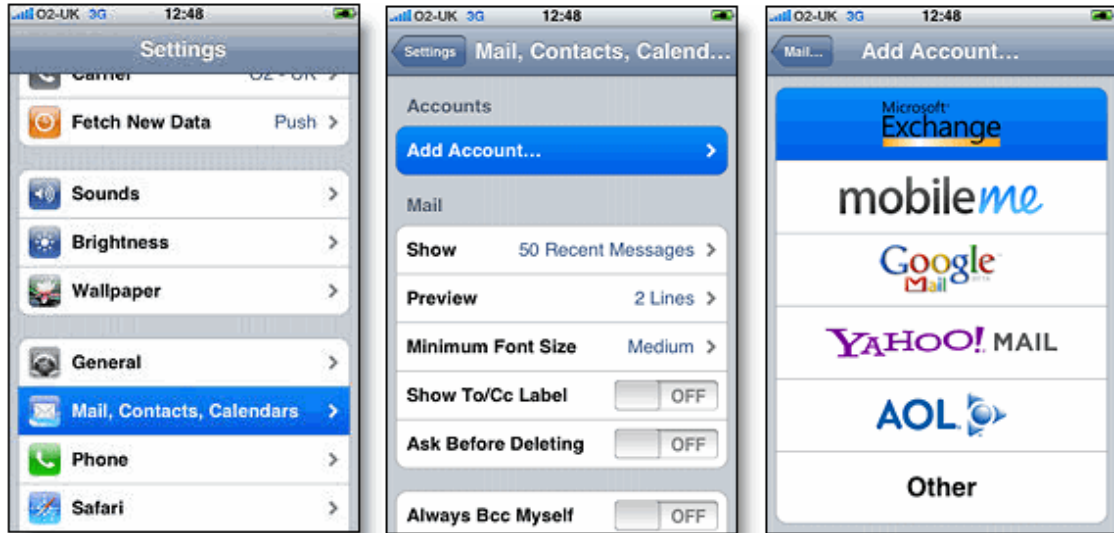 O2-UK 3G 12:48
Settings
Carrier O2 - UK
Fetch New Data Push
Sounds
Brightness
Wallpaper
General
Mail, Contacts, Calendars
Phone
Safari
O2-UK 3G 12:48
Settings Mail, Contacts, Calend...
Accounts
Add Account...
Mail
Show 50 Recent Messages
Preview 2 Lines
Minimum Font Size Medium
Show To/Cc Label OFF
Ask Before Deleting OFF
Always Bcc Myself OFF
O2-UK 3G 12:48
Mail... Add Account...
Microsoft
Exchange
mobileme
Google
Mail
YAHOO! MAIL
AOL
Other